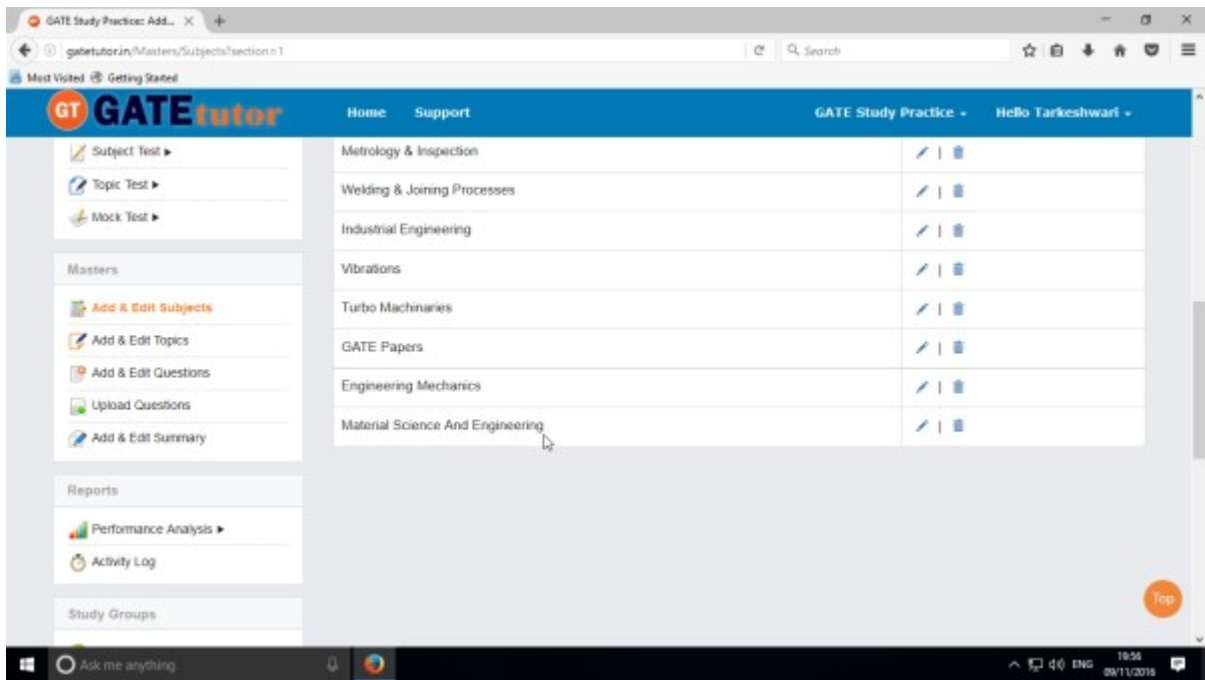 GATE Study Practice: Add...
gatetutor.in/Masters/Subjects?section=1
Search
Most Visited Getting Started
GT GATEtutor Home Support GATE Study Practice Hello Tarkeshwari
Subject Test
Topic Test
Mock Test
Masters
Add & Edit Subjects
Add & Edit Topics
Add & Edit Questions
Upload Questions
Add & Edit Summary
Reports
Performance Analysis
Activity Log
Study Groups
Metrology & Inspection
Welding & Joining Processes
Industrial Engineering
Vibrations
Turbo Machinaries
GATE Papers
Engineering Mechanics
Material Science And Engineering
Top
Ask me anything
ENG
19:56
09/11/2016